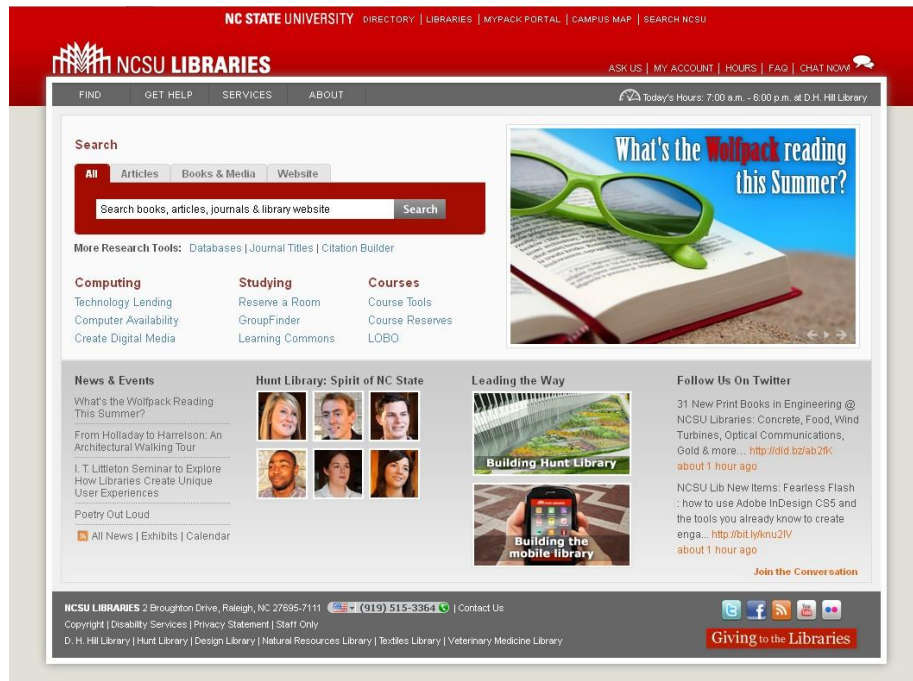 NC STATE UNIVERSITY DIRECTORY | LIBRARIES | MYPACK PORTAL | CAMPUS MAP | SEARCH NCSU
NCSU LIBRARIES
ASK US | MY ACCOUNT | HOURS | FAQ | CHAT NOW!
FIND GET HELP SERVICES ABOUT
Today's Hours: 7:00 a.m. - 6:00 p.m. at D.H. Hill Library
Search
All Articles Books & Media Website
Search books, articles, journals & library website Search
More Research Tools: Databases | Journal Titles | Citation Builder
Computing
Technology Lending
Computer Availability
Create Digital Media
Studying
Reserve a Room
GroupFinder
Learning Commons
Courses
Course Tools
Course Reserves
LOBO
What's the Wolfpack reading
this Summer?
News & Events
What's the Wolfpack Reading
This Summer?
From Holladay to Harrelson: An
Architectural Walking Tour
I. T. Littleton Seminar to Explore
How Libraries Create Unique
User Experiences
Poetry Out Loud
All News | Exhibits | Calendar
Hunt Library: Spirit of NC State
Leading the Way
Building Hunt Library
Building the
mobile library
Follow Us On Twitter
31 New Print Books in Engineering @
NCSU Libraries: Concrete, Food, Wind
Turbines, Optical Communications,
Gold & more... http://dld.bz/ab2fK
about 1 hour ago
NCSU Lib New Items: Fearless Flash
: how to use Adobe InDesign CS5 and
the tools you already know to create
enga... http://bit.ly/knu2IV
about 1 hour ago
Join the Conversation
NCSU LIBRARIES 2 Broughton Drive, Raleigh, NC 27695-7111 (919) 515-3364 | Contact Us
Copyright | Disability Services | Privacy Statement | Staff Only
D. H. Hill Library | Hunt Library | Design Library | Natural Resources Library | Textiles Library | Veterinary Medicine Library
Giving to the Libraries